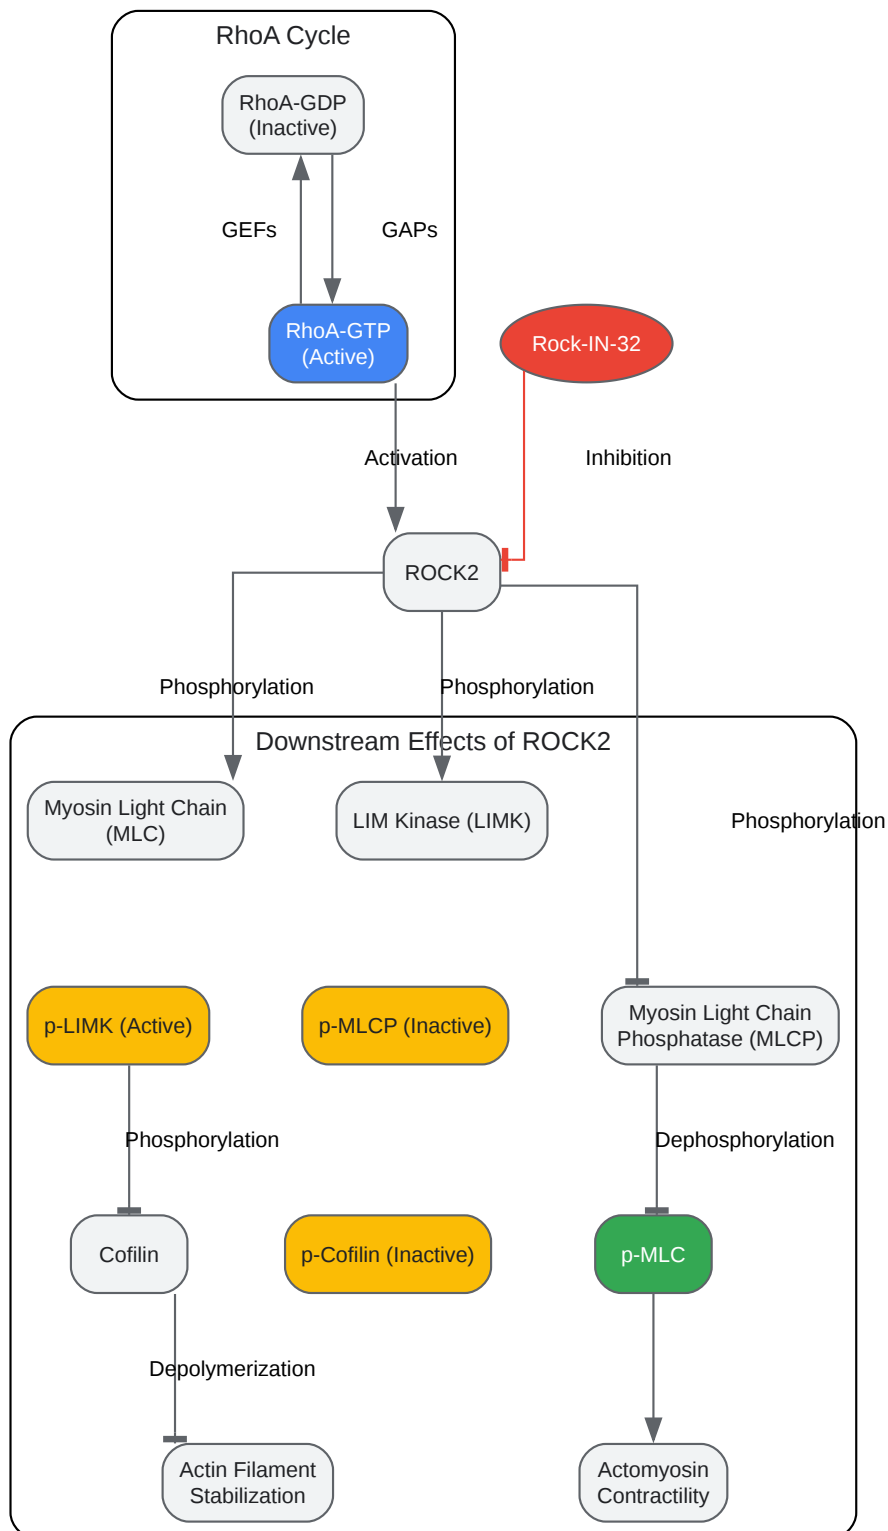 RhoA Cycle
RhoA-GDP
(Inactive)
GEFs
GAPs
RhoA-GTP
(Active)
Rock-IN-32
Activation
Inhibition
ROCK2
Phosphorylation
Phosphorylation
Downstream Effects of ROCK2
Myosin Light Chain
(MLC)
LIM Kinase (LIMK)
Phosphorylation
p-LIMK (Active)
p-MLCP (Inactive)
Myosin Light Chain
Phosphatase (MLCP)
Phosphorylation
Dephosphorylation
Cofilin
p-Cofilin (Inactive)
p-MLC
Depolymerization
Actin Filament
Stabilization
Actomyosin
Contractility